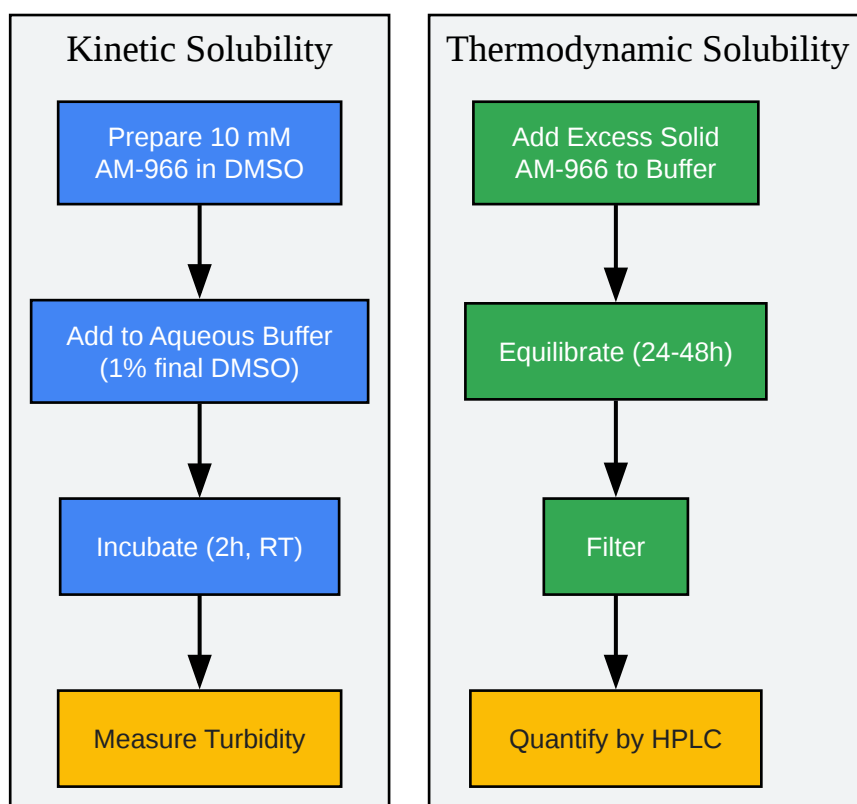 Kinetic Solubility
Prepare 10 mM
AM-966 in DMSO
Add to Aqueous Buffer
(1% final DMSO)
Incubate (2h, RT)
Measure Turbidity
Thermodynamic Solubility
Add Excess Solid
AM-966 to Buffer
Equilibrate (24-48h)
Filter
Quantify by HPLC